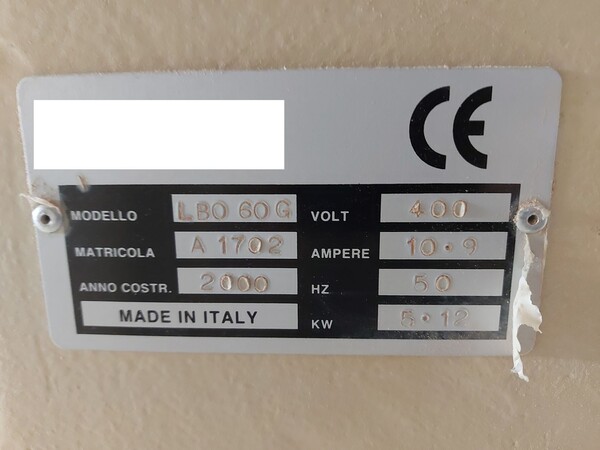 CE
MODELLO LBO 60G VOLT 400
MATRICOLA A 1702 AMPERE 10.9
ANNO COSTR. 2000 HZ 50
MADE IN ITALY KW 5.12